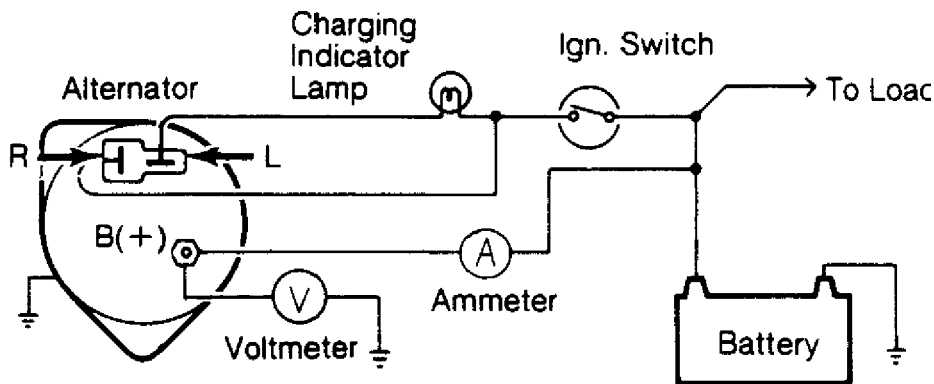 Charging
Indicator
Lamp
Ign. Switch
Alternator
To Load
R
L
B(+)
A
Ammeter
V
Voltmeter
Battery